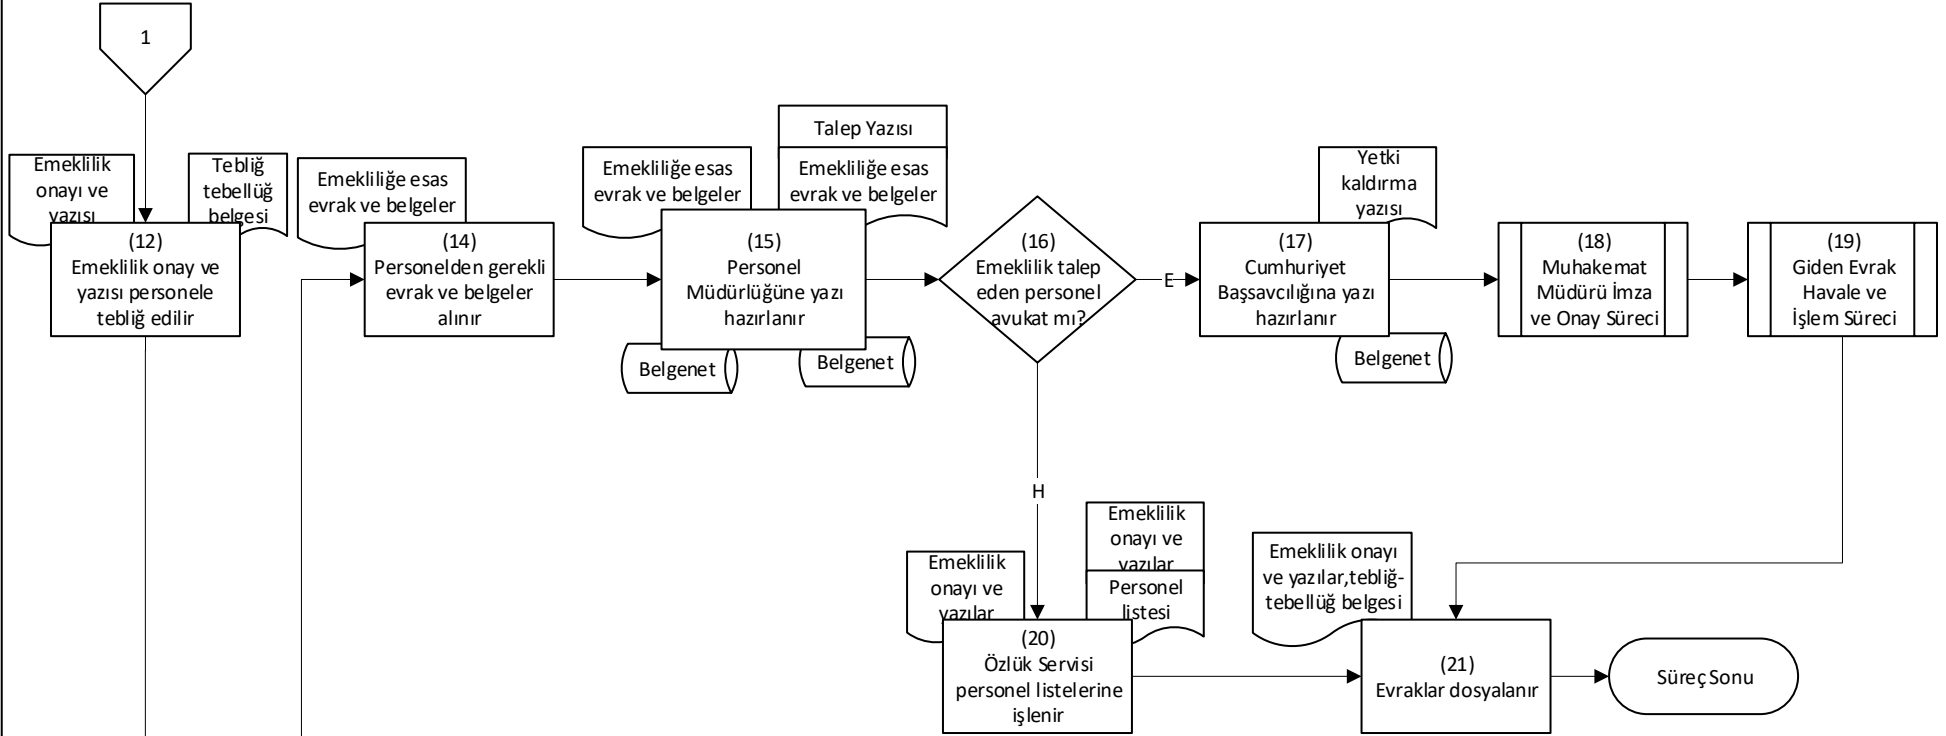 1
Emeklilik
onayı ve
yazısı
Tebliğ
tebellüğ
belgesi
(12)
Emeklilik onay ve
yazısı personele
tebliğ edilir
Emekliliğe esas
evrak ve belgeler
(14)
Personelden gerekli
evrak ve belgeler
alınır
Emekliliğe esas
evrak ve belgeler
Talep Yazısı
Emekliliğe esas
evrak ve belgeler
(15)
Personel
Müdürlüğüne yazı
hazırlanır
Belgenet
Belgenet
(16)
Emeklilik talep
eden personel
avukat mı?
E
H
Yetki
kaldırma
yazısı
(17)
Cumhuriyet
Başsavcılığına yazı
hazırlanır
Belgenet
(18)
Muhakemat
Müdürü İmza
ve Onay Süreci
(19)
Giden Evrak
Havale ve
İşlem Süreci
Emeklilik
onayı ve
yazılar
Emeklilik
onayı ve
yazılar
Personel
listesi
(20)
Özlük Servisi
personel listelerine
işlenir
Emeklilik onayı
ve yazılar,tebliğ-
tebellüğ belgesi
(21)
Evraklar dosyalanır
Süreç Sonu